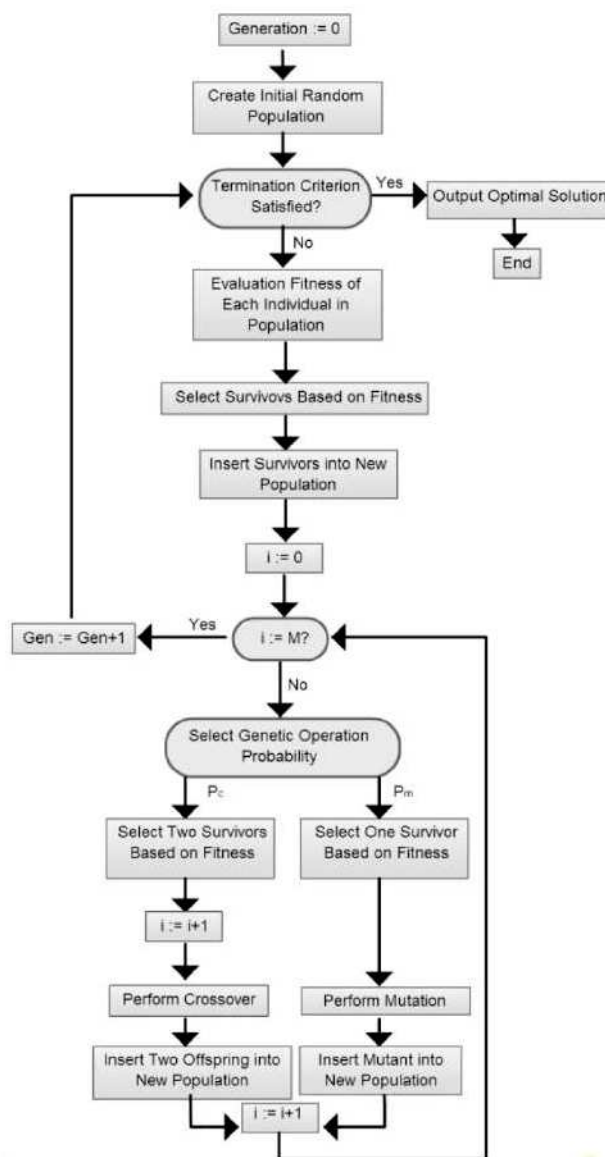 Generation := 0
Create Initial Random
Population
Termination Criterion
Satisfied?
Yes
Output Optimal Solution
End
No
Evaluation Fitness of
Each Individual in
Population
Select Survivovs Based on Fitness
Insert Survivors into New
Population
i := 0
Gen := Gen+1
Yes
i := M?
No
Select Genetic Operation
Probability
Pc
Pm
Select Two Survivors
Based on Fitness
Select One Survivor
Based on Fitness
i := i+1
Perform Crossover
Perform Mutation
Insert Two Offspring into
New Population
Insert Mutant into
New Population
i := i+1